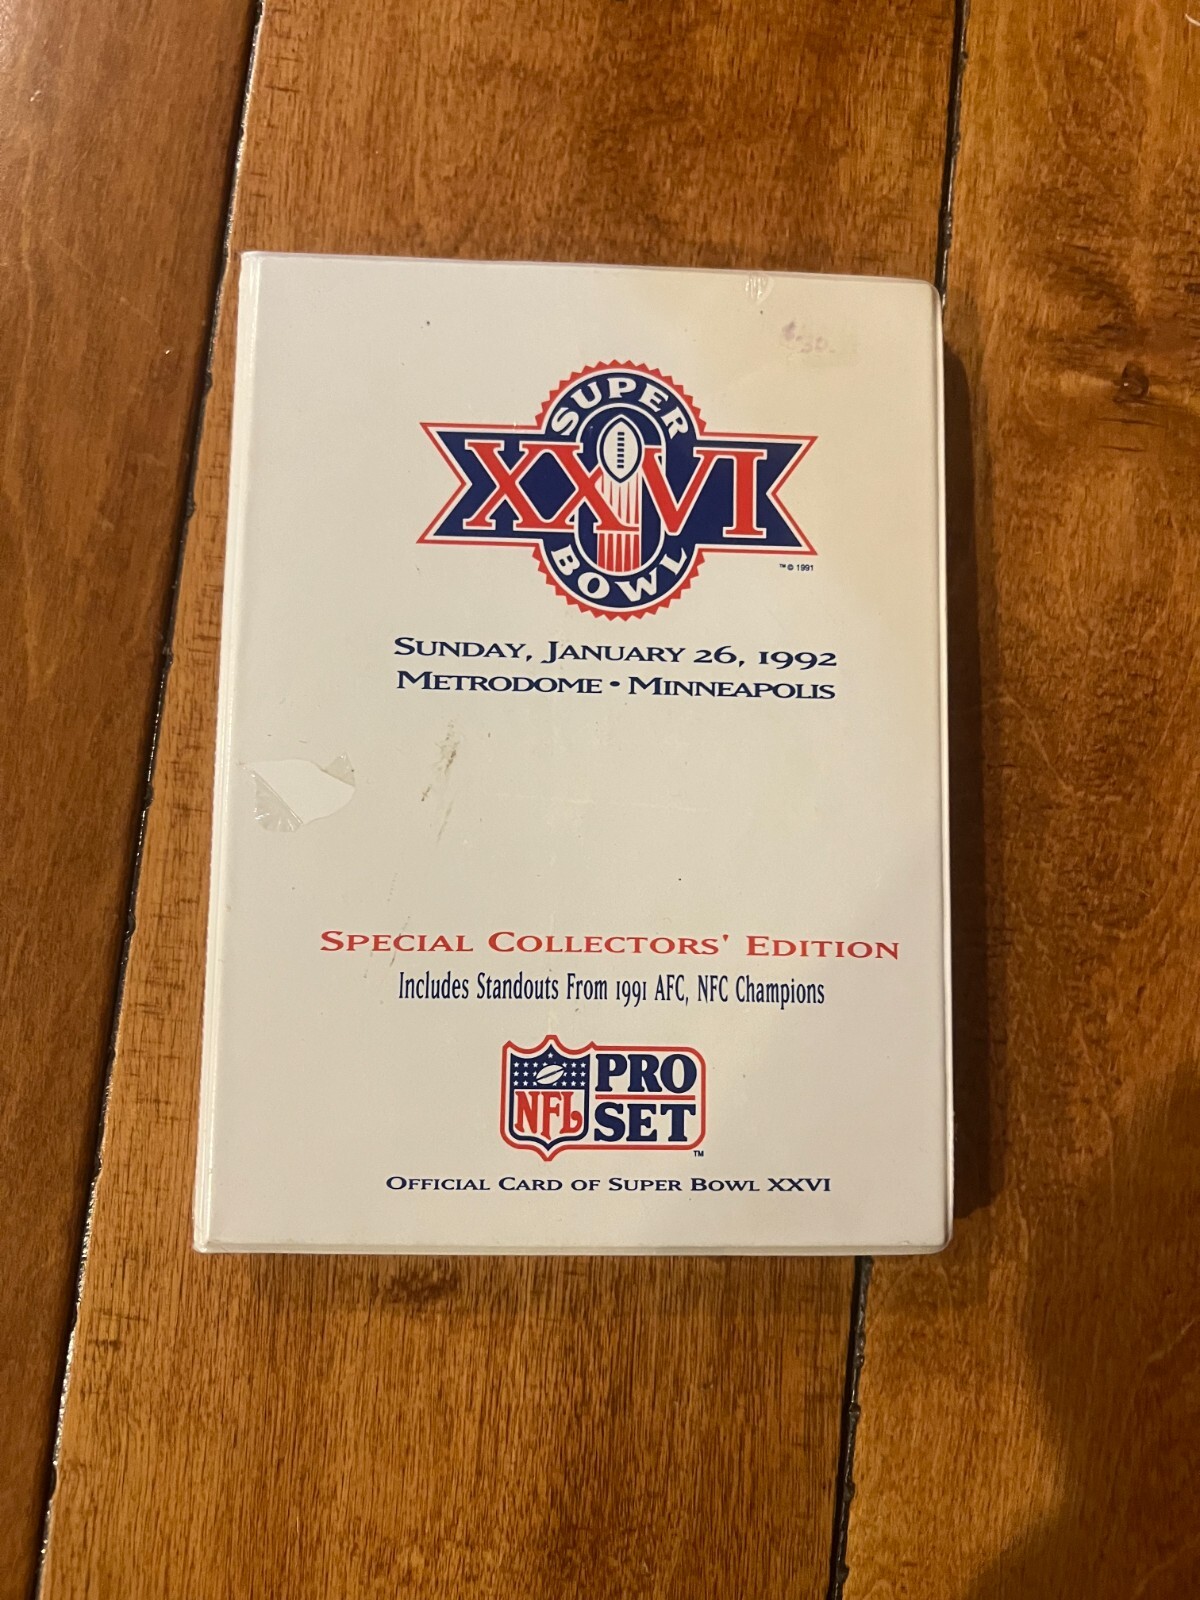 SUPER
XXVI
BOWL
™ © 1991
SUNDAY, JANUARY 26, 1992
METRODOME • MINNEAPOLIS
SPECIAL COLLECTORS' EDITION
Includes Standouts From 1991 AFC, NFC Champions
NFL PRO SET ™
OFFICIAL CARD OF SUPER BOWL XXVI